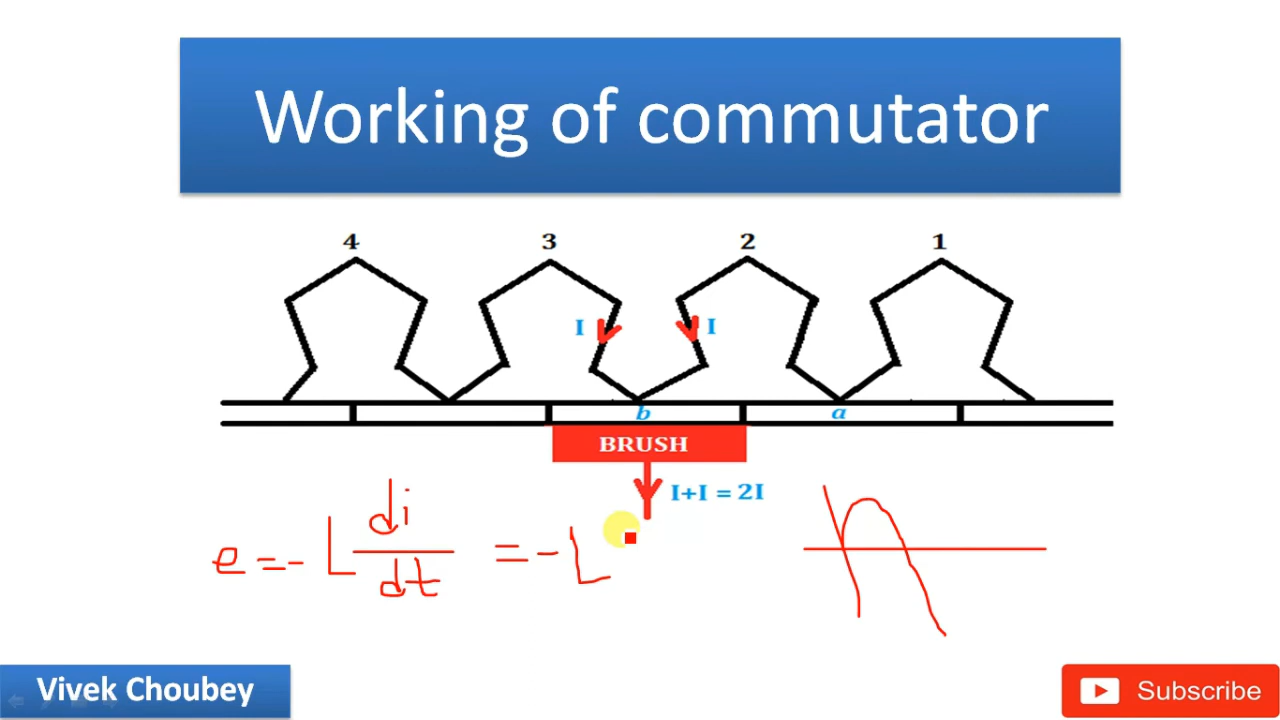 Working of commutator
4 3 2 1
I I
b a
BRUSH
I+I = 2I
e = - L di/dt = - L
Vivek Choubey
Subscribe